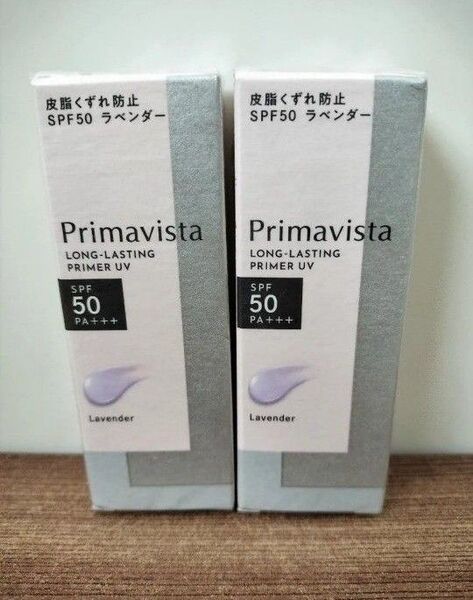 皮脂くずれ防止
SPF50 ラベンダー
Primavista
LONG-LASTING
PRIMER UV
SPF
50
PA+++
Lavender
皮脂くずれ防止
SPF50 ラベンダー
Primavista
LONG-LASTING
PRIMER UV
SPF
50
PA+++
Lavender